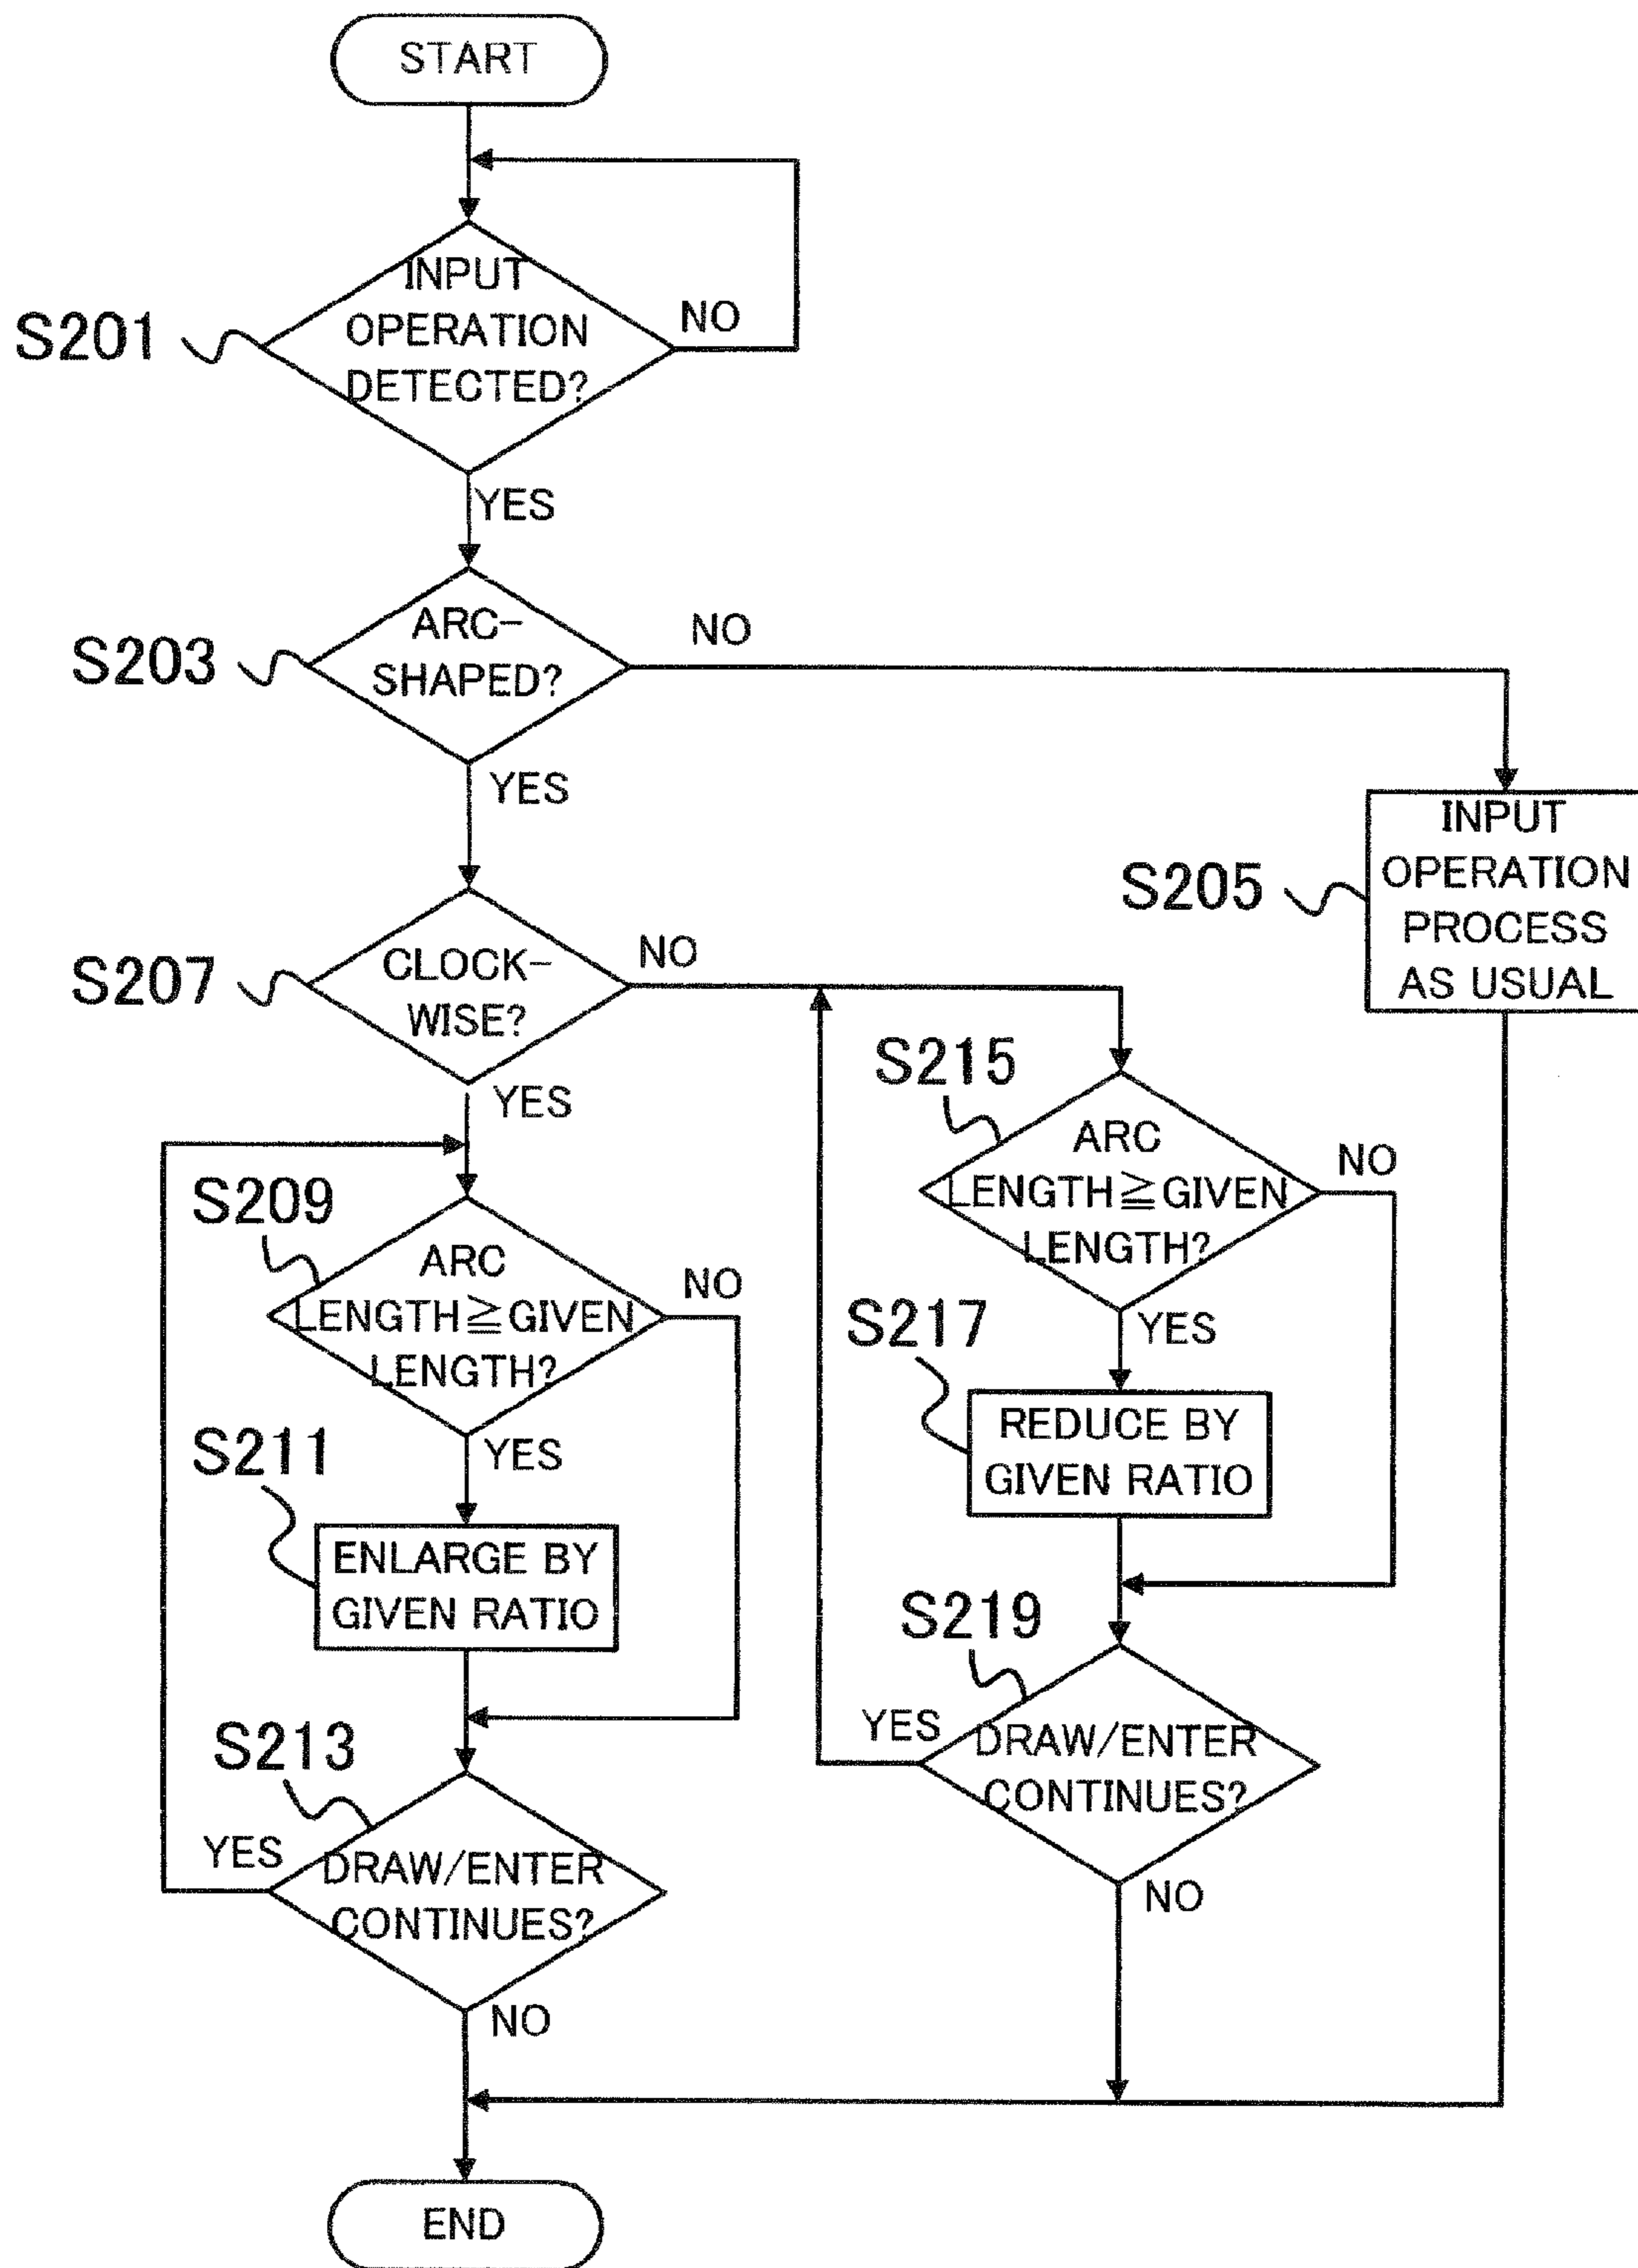 START
INPUT
OPERATION
DETECTED?
NO
S201
YES
ARC-
SHAPED?
NO
S203
YES
INPUT
OPERATION
PROCESS
AS USUAL
S205
CLOCK-
WISE?
NO
S207
YES
S215
ARC
LENGTH≧GIVEN
LENGTH?
NO
YES
S209
ARC
LENGTH≧GIVEN
LENGTH?
NO
YES
S217
REDUCE BY
GIVEN RATIO
S211
ENLARGE BY
GIVEN RATIO
S219
YES
DRAW/ENTER
CONTINUES?
NO
S213
YES
DRAW/ENTER
CONTINUES?
NO
END